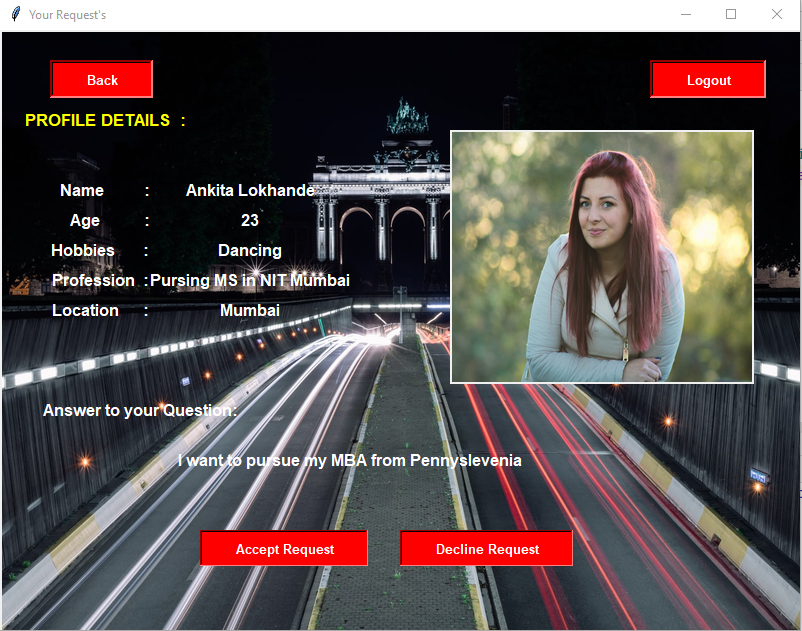 Your Request's
Back
Logout
PROFILE DETAILS :
Name : Ankita Lokhande
Age : 23
Hobbies : Dancing
Profession :Pursing MS in NIT Mumbai
Location : Mumbai
Answer to your Question:
I want to pursue my MBA from Pennyslevenia
Accept Request
Decline Request